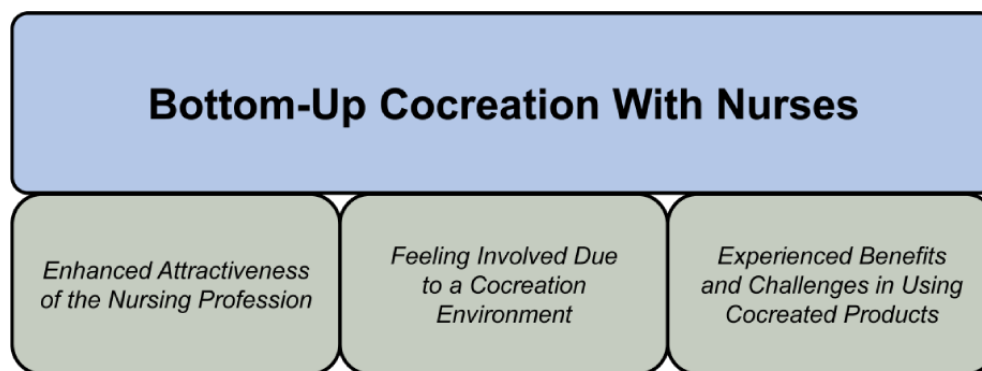 Bottom-Up Cocreation With Nurses
Enhanced Attractiveness
of the Nursing Profession
Feeling Involved Due
to a Cocreation
Environment
Experienced Benefits
and Challenges in Using
Cocreated Products